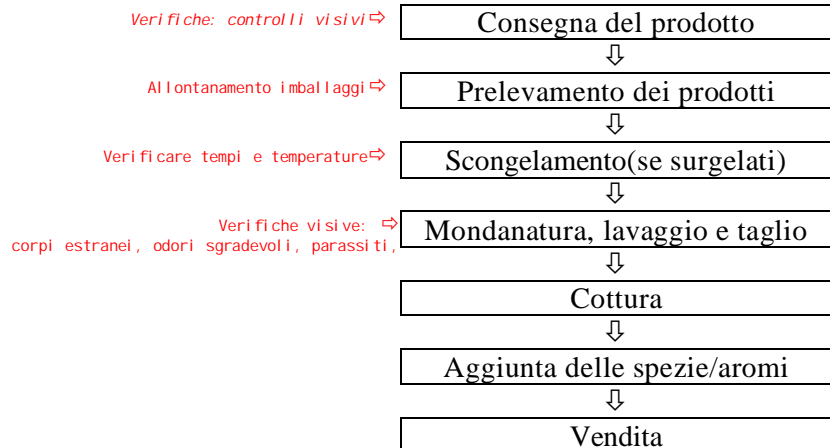 Verifiche: controlli visivi⇨ Consegna del prodotto
⇩
Allontanamento imballaggi⇨ Prelevamento dei prodotti
⇩
Verificare tempi e temperature⇨ Scongelamento(se surgelati)
⇩
Verifiche visive: ⇨
corpi estranei, odori sgradevoli, parassiti,
Mondanatura, lavaggio e taglio
⇩
Cottura
⇩
Aggiunta delle spezie/aromi
⇩
Vendita